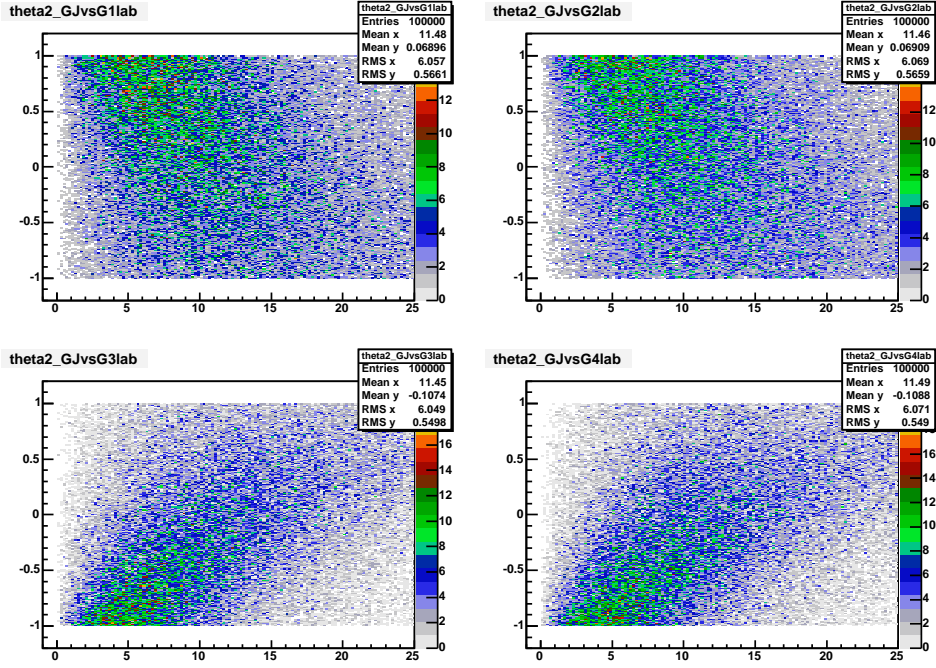 theta2_GJvsG1lab
theta2_GJvsG1lab
Entries 100000
Mean x 11.48
Mean y 0.06896
RMS x 6.057
RMS y 0.5661
1
0.5
0
-0.5
-1
0 5 10 15 20 25
12
10
8
6
4
2
0
theta2_GJvsG2lab
theta2_GJvsG2lab
Entries 100000
Mean x 11.46
Mean y 0.06909
RMS x 6.069
RMS y 0.5659
1
0.5
0
-0.5
-1
0 5 10 15 20 25
12
10
8
6
4
2
0
theta2_GJvsG3lab
theta2_GJvsG3lab
Entries 100000
Mean x 11.45
Mean y -0.1074
RMS x 6.049
RMS y 0.5498
1
0.5
0
-0.5
-1
0 5 10 15 20 25
16
14
12
10
8
6
4
2
0
theta2_GJvsG4lab
theta2_GJvsG4lab
Entries 100000
Mean x 11.49
Mean y -0.1088
RMS x 6.071
RMS y 0.549
1
0.5
0
-0.5
-1
0 5 10 15 20 25
16
14
12
10
8
6
4
2
0